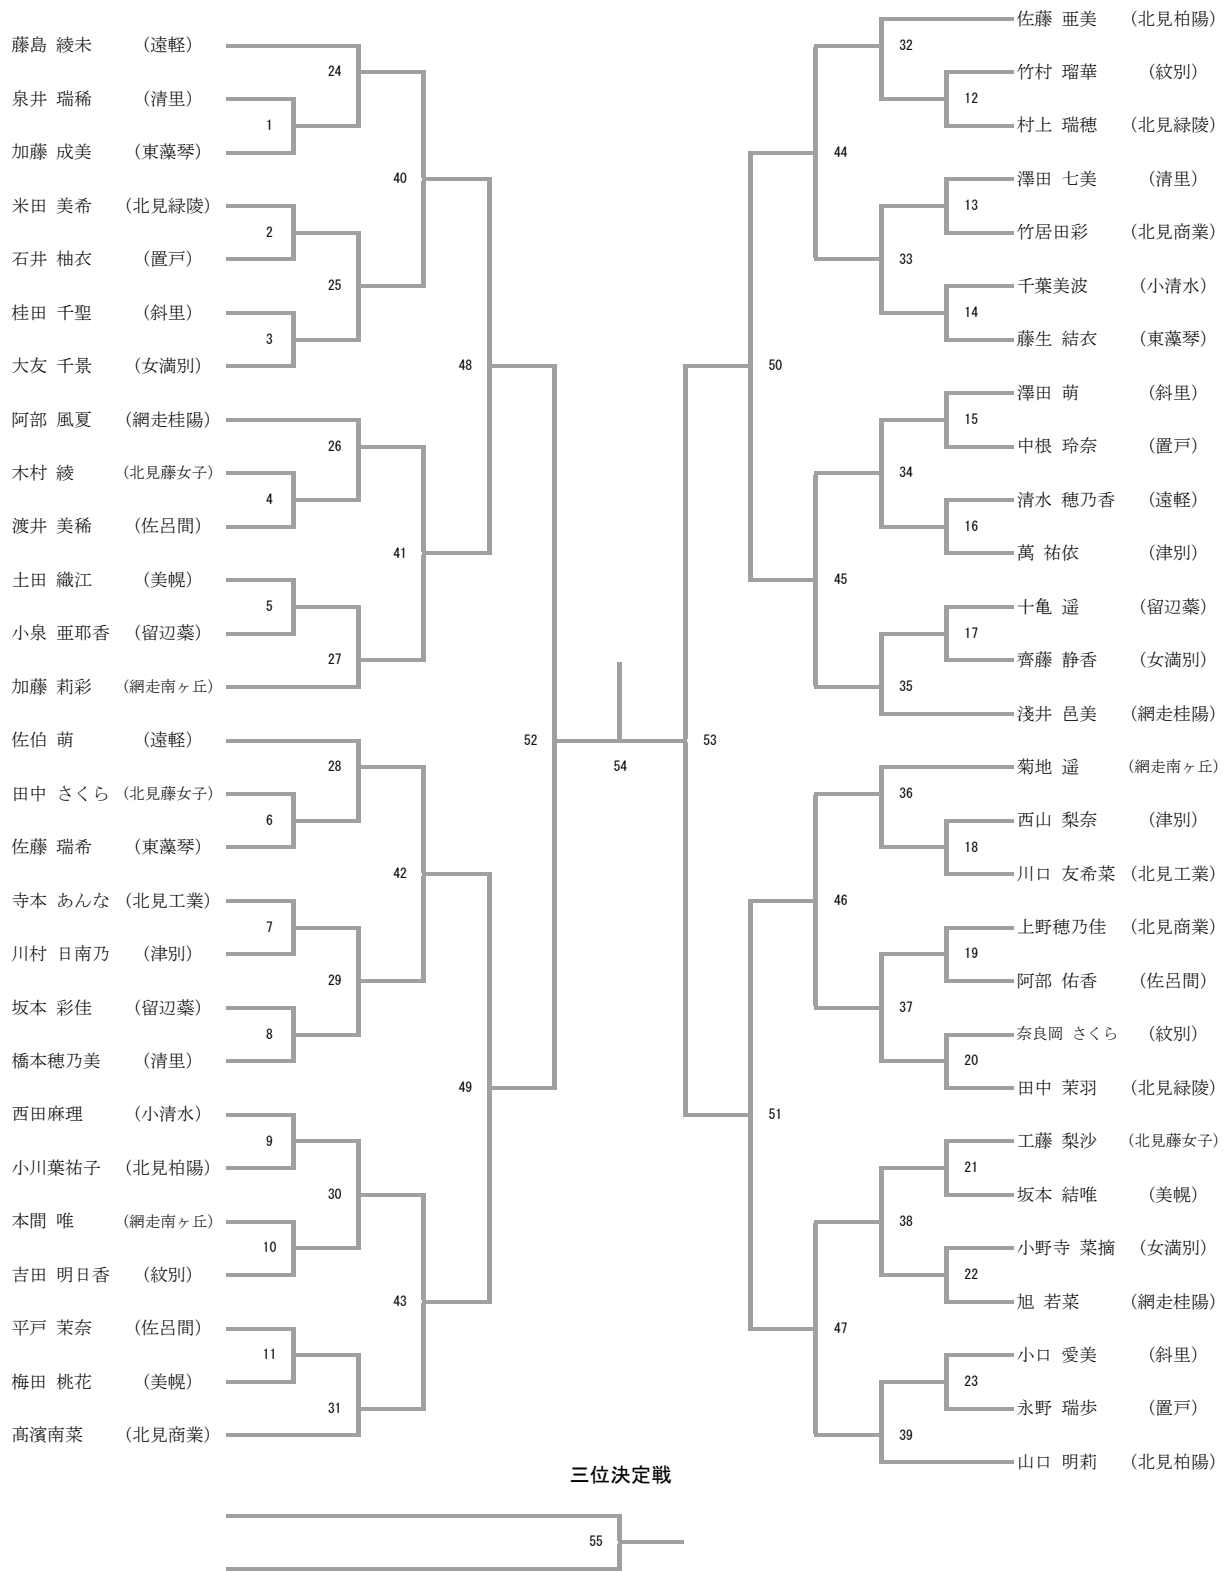 藤島 綾未 （遠軽）
24
泉井 瑞稀 （清里）
1
加藤 成美 （東藻琴）
40
米田 美希 （北見緑陵）
2
石井 柚衣 （置戸）
25
桂田 千聖 （斜里）
3
大友 千景 （女満別）
48
阿部 風夏 （網走桂陽）
26
木村 綾 （北見藤女子）
4
渡井 美稀 （佐呂間）
41
土田 織江 （美幌）
5
小泉 亜耶香 （留辺蘂）
27
加藤 莉彩 （網走南ヶ丘）
52
佐伯 萌 （遠軽）
28
田中 さくら （北見藤女子）
6
佐藤 瑞希 （東藻琴）
42
寺本 あんな （北見工業）
7
川村 日南乃 （津別）
29
坂本 彩佳 （留辺蘂）
8
橋本穂乃美 （清里）
49
西田麻理 （小清水）
9
小川葉祐子 （北見柏陽）
30
本間 唯 （網走南ヶ丘）
10
吉田 明日香 （紋別）
43
平戸 茉奈 （佐呂間）
11
梅田 桃花 （美幌）
31
髙濱南菜 （北見商業）
54
佐藤 亜美 （北見柏陽）
32
竹村 瑠華 （紋別）
12
村上 瑞穂 （北見緑陵）
44
澤田 七美 （清里）
13
竹居田彩 （北見商業）
33
千葉美波 （小清水）
14
藤生 結衣 （東藻琴）
50
澤田 萌 （斜里）
15
中根 玲奈 （置戸）
34
清水 穂乃香 （遠軽）
16
萬 祐依 （津別）
45
十亀 遥 （留辺蘂）
17
齊藤 静香 （女満別）
35
淺井 邑美 （網走桂陽）
53
菊地 遥 （網走南ヶ丘）
36
西山 梨奈 （津別）
18
川口 友希菜 （北見工業）
46
上野穂乃佳 （北見商業）
19
阿部 佑香 （佐呂間）
37
奈良岡 さくら （紋別）
20
田中 茉羽 （北見緑陵）
51
工藤 梨沙 （北見藤女子）
21
坂本 結唯 （美幌）
38
小野寺 菜摘 （女満別）
22
旭 若菜 （網走桂陽）
47
小口 愛美 （斜里）
23
永野 瑞歩 （置戸）
39
山口 明莉 （北見柏陽）
三位決定戦
55